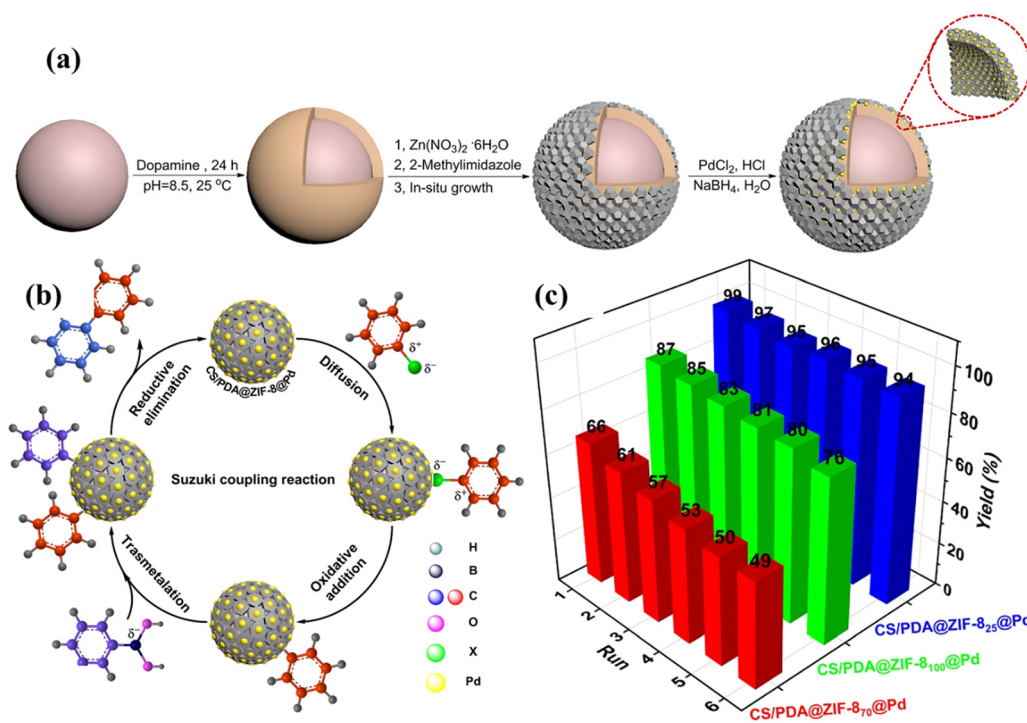 (a)
Dopamine , 24 h
pH=8.5, 25 °C
1, Zn(NO₃)₂ ·6H₂O
2, 2-Methylimidazole
3, In-situ growth
PdCl₂, HCl
NaBH₄, H₂O
(b)
CS/PDA@ZIF-8@Pd
Diffusion
δ⁺
δ⁻
δ⁻
δ⁺
Oxidative
addition
Trasmetalation
δ⁻
Reductive
elimination
Suzuki coupling reaction
H
B
C
O
X
Pd
(c)
99
97
95
96
95
94
87
85
83
81
80
76
66
61
57
53
50
49
100
80
60
40
20
0
Yield (%)
1
2
3
4
5
6
Run
CS/PDA@ZIF-8₂₅@Pd
CS/PDA@ZIF-8₁₀₀@Pd
CS/PDA@ZIF-8₇₀@Pd